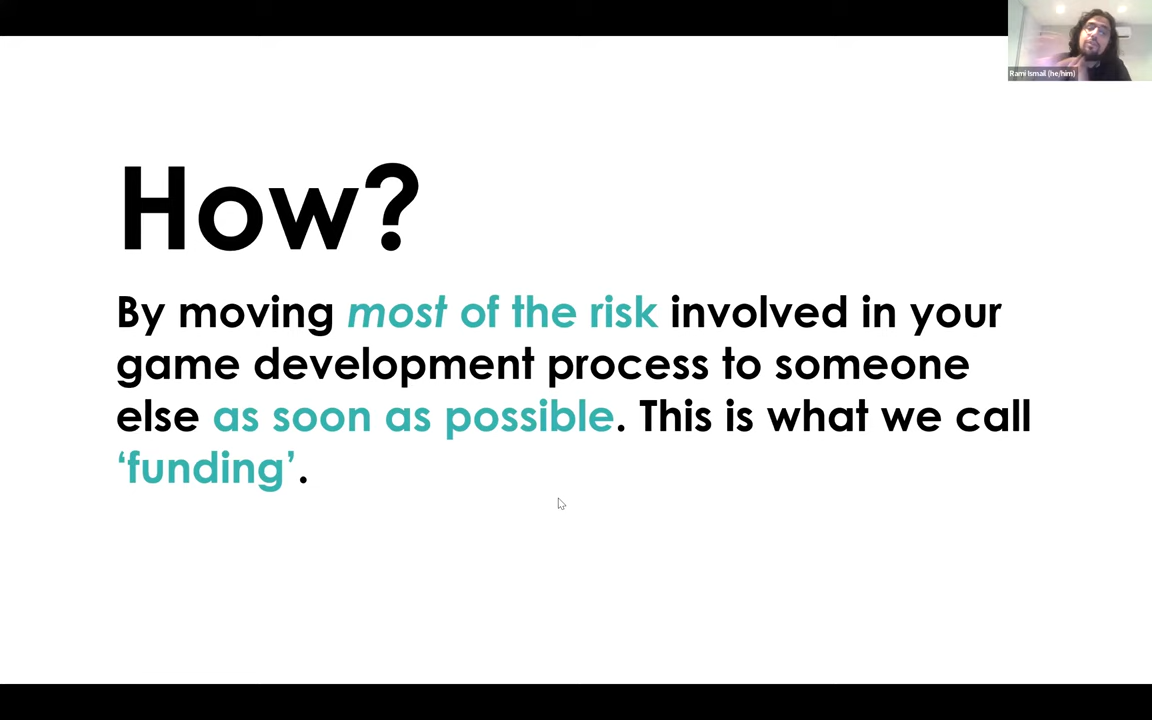 Rami Ismail (he/him)
How?
By moving most of the risk involved in your
game development process to someone
else as soon as possible. This is what we call
‘funding’.